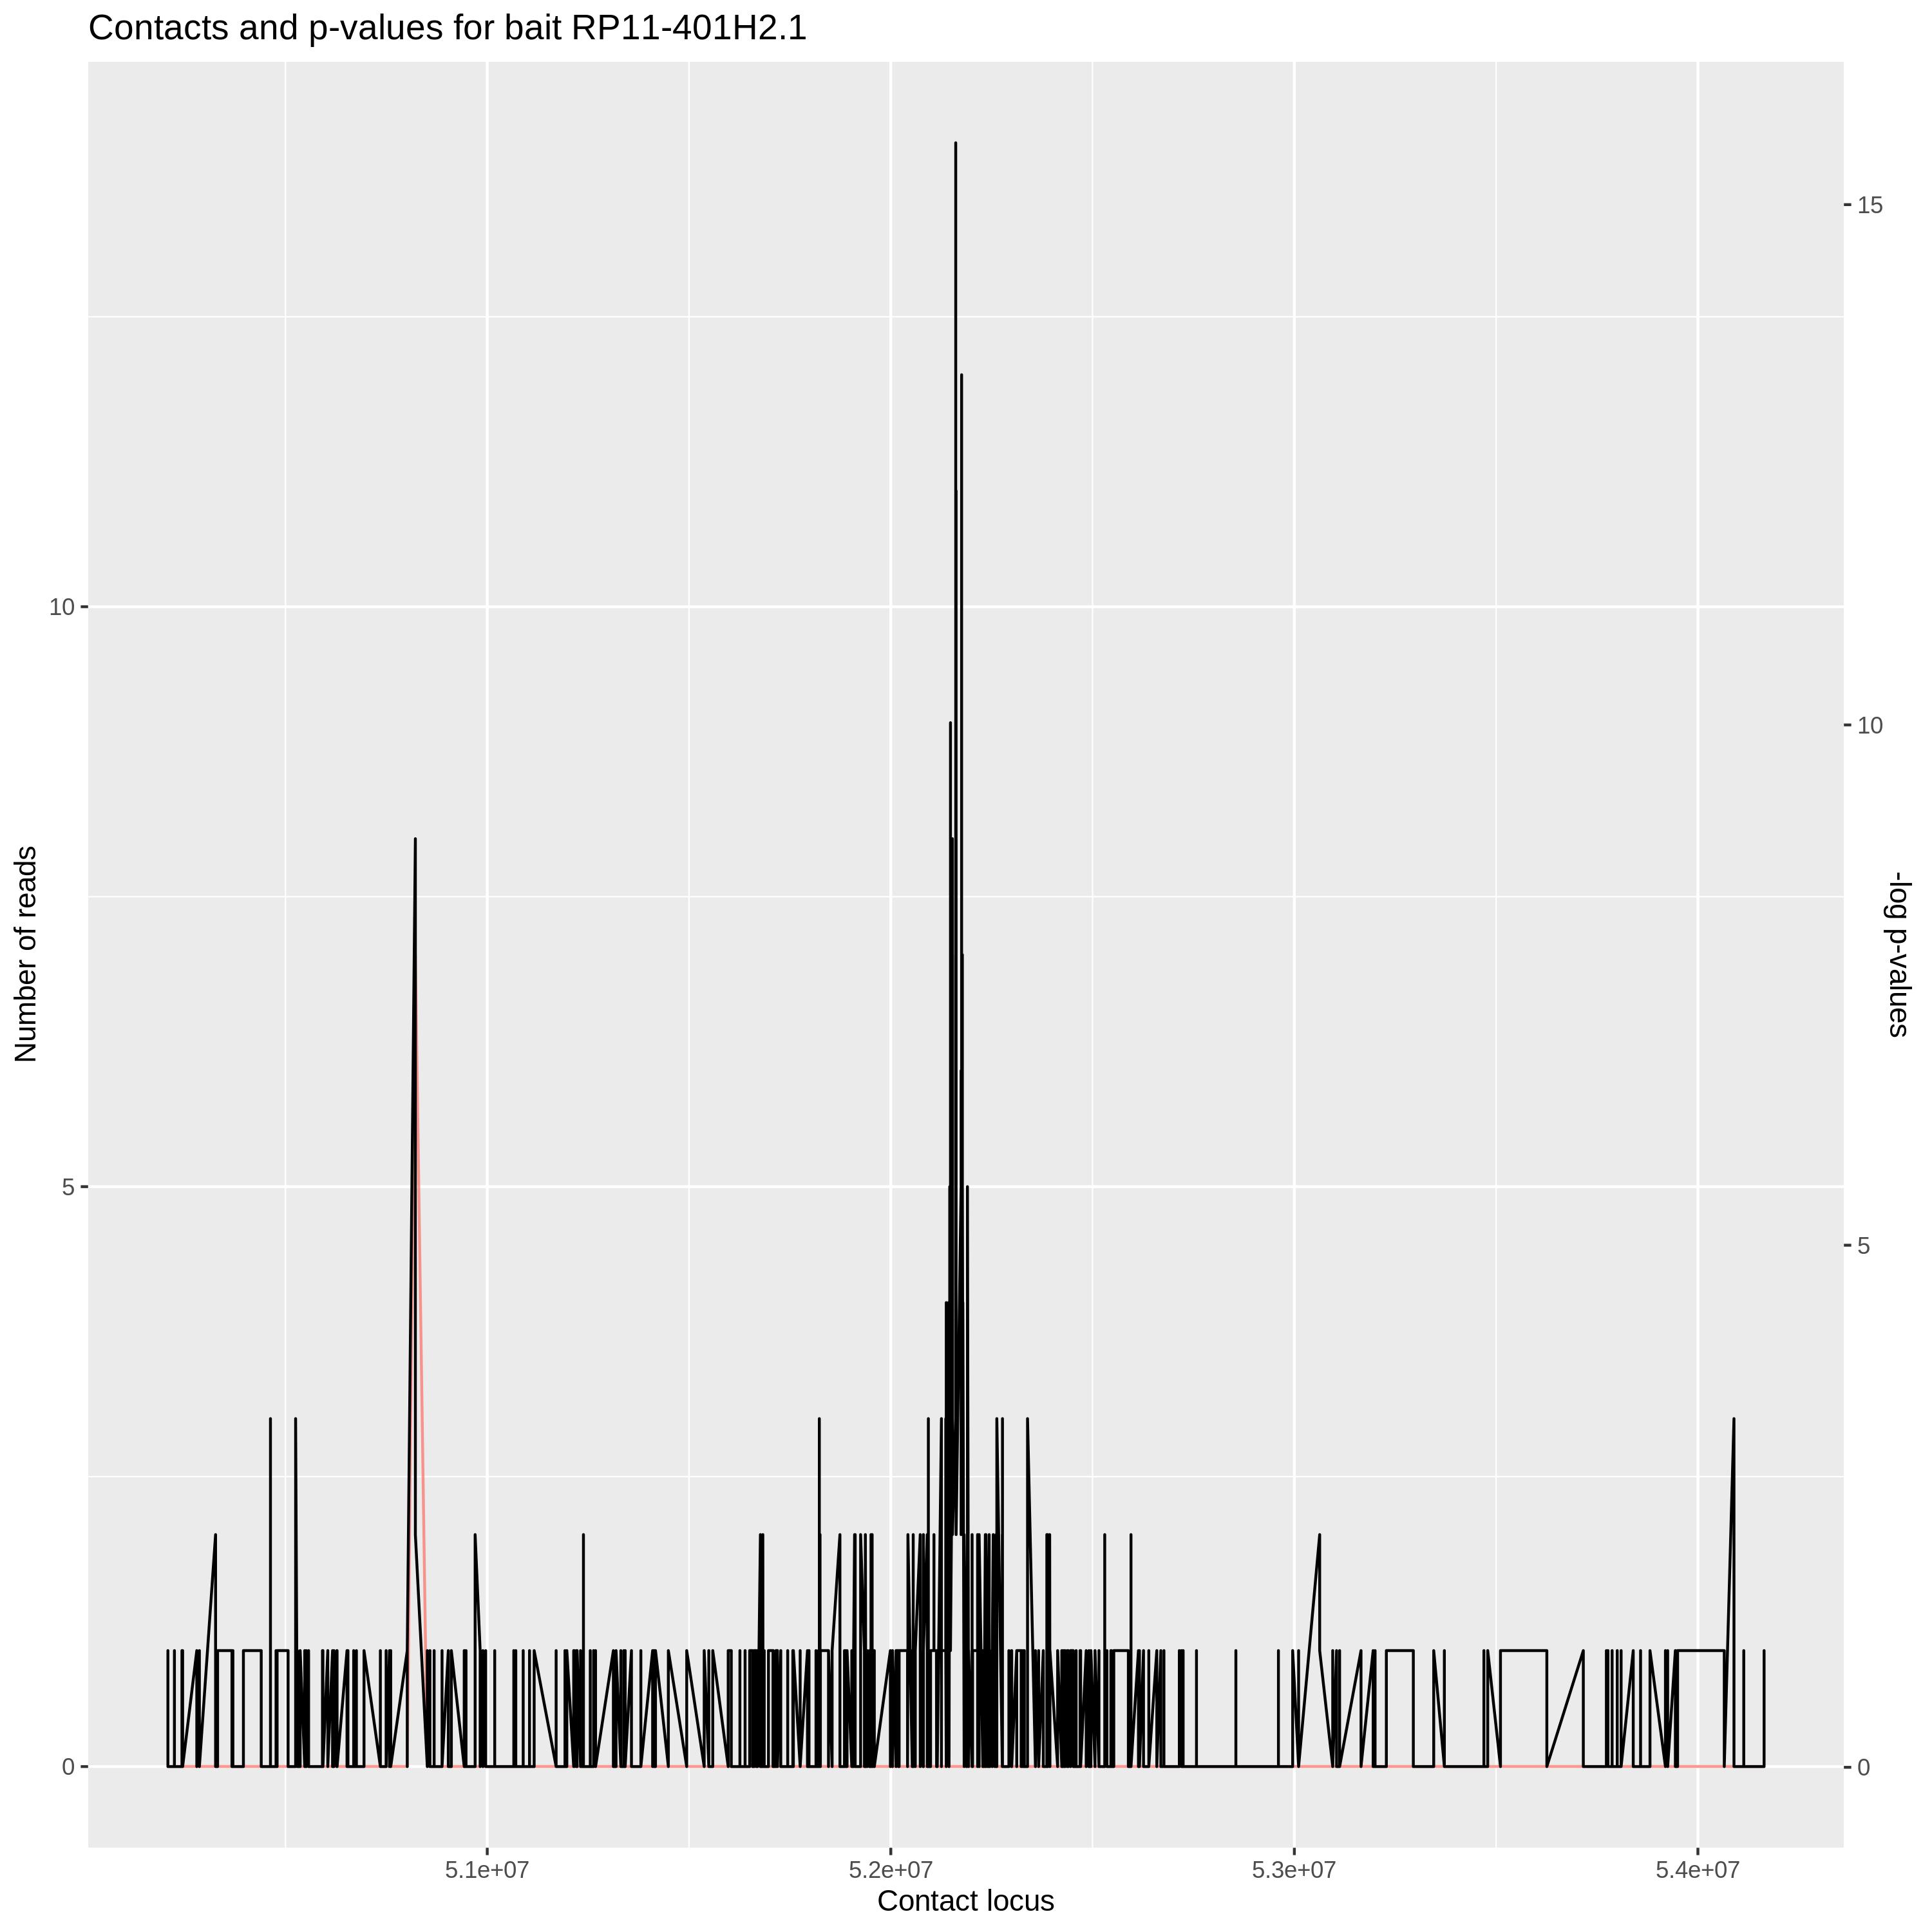 Contacts and p-values for bait RP11-401H2.1
Number of reads
10
5
0
15
10
5
0
-log p-values
5.1e+07
5.2e+07
5.3e+07
5.4e+07
Contact locus